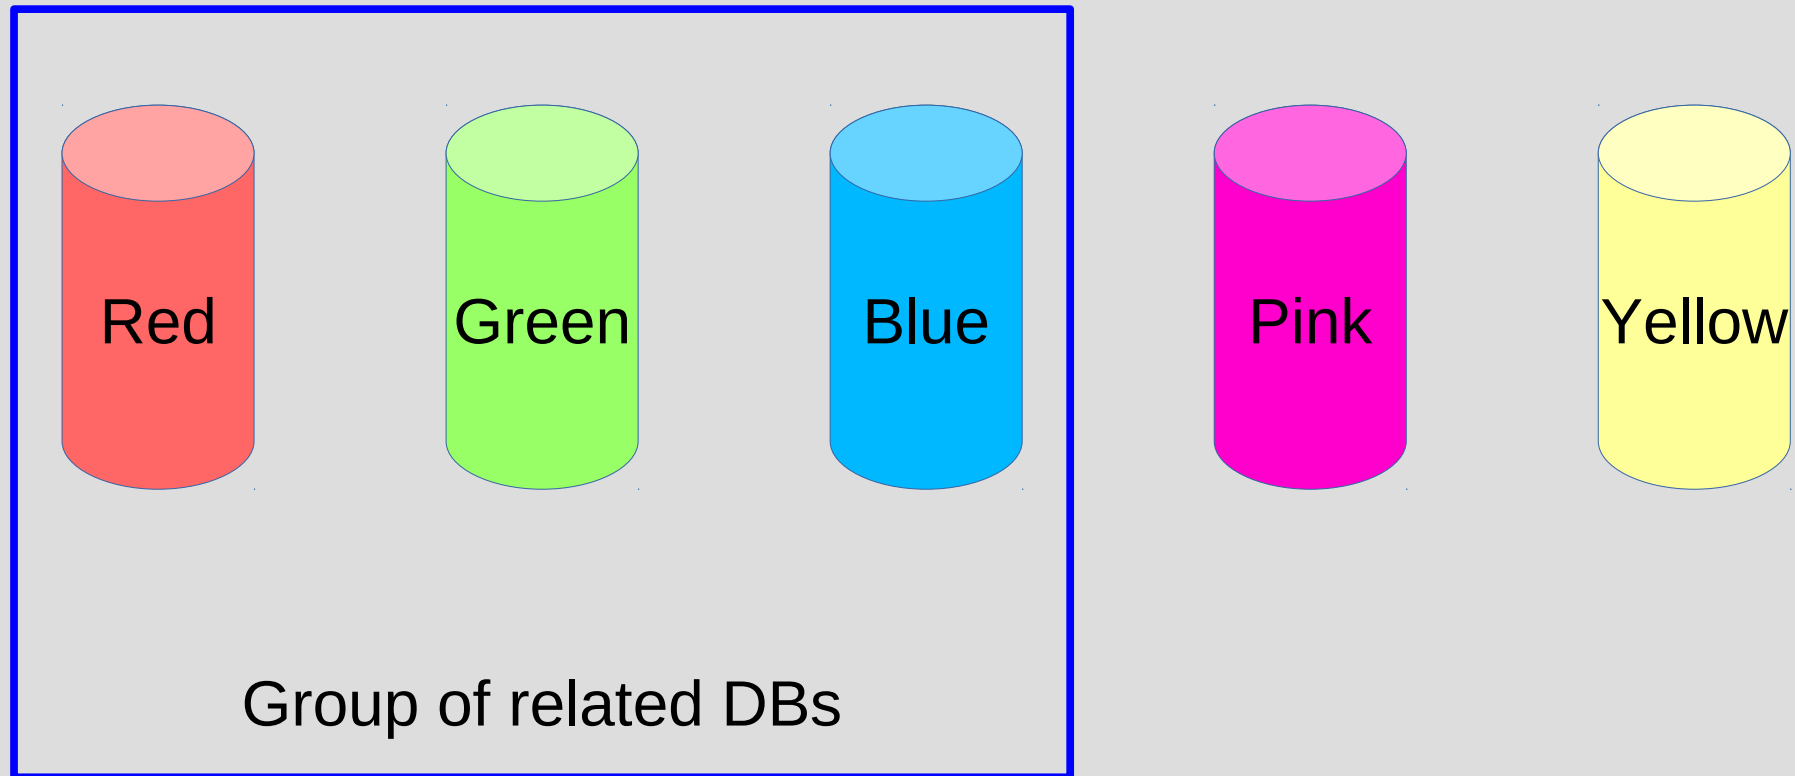 Red
Green
Blue
Pink
Yellow
Group of related DBs